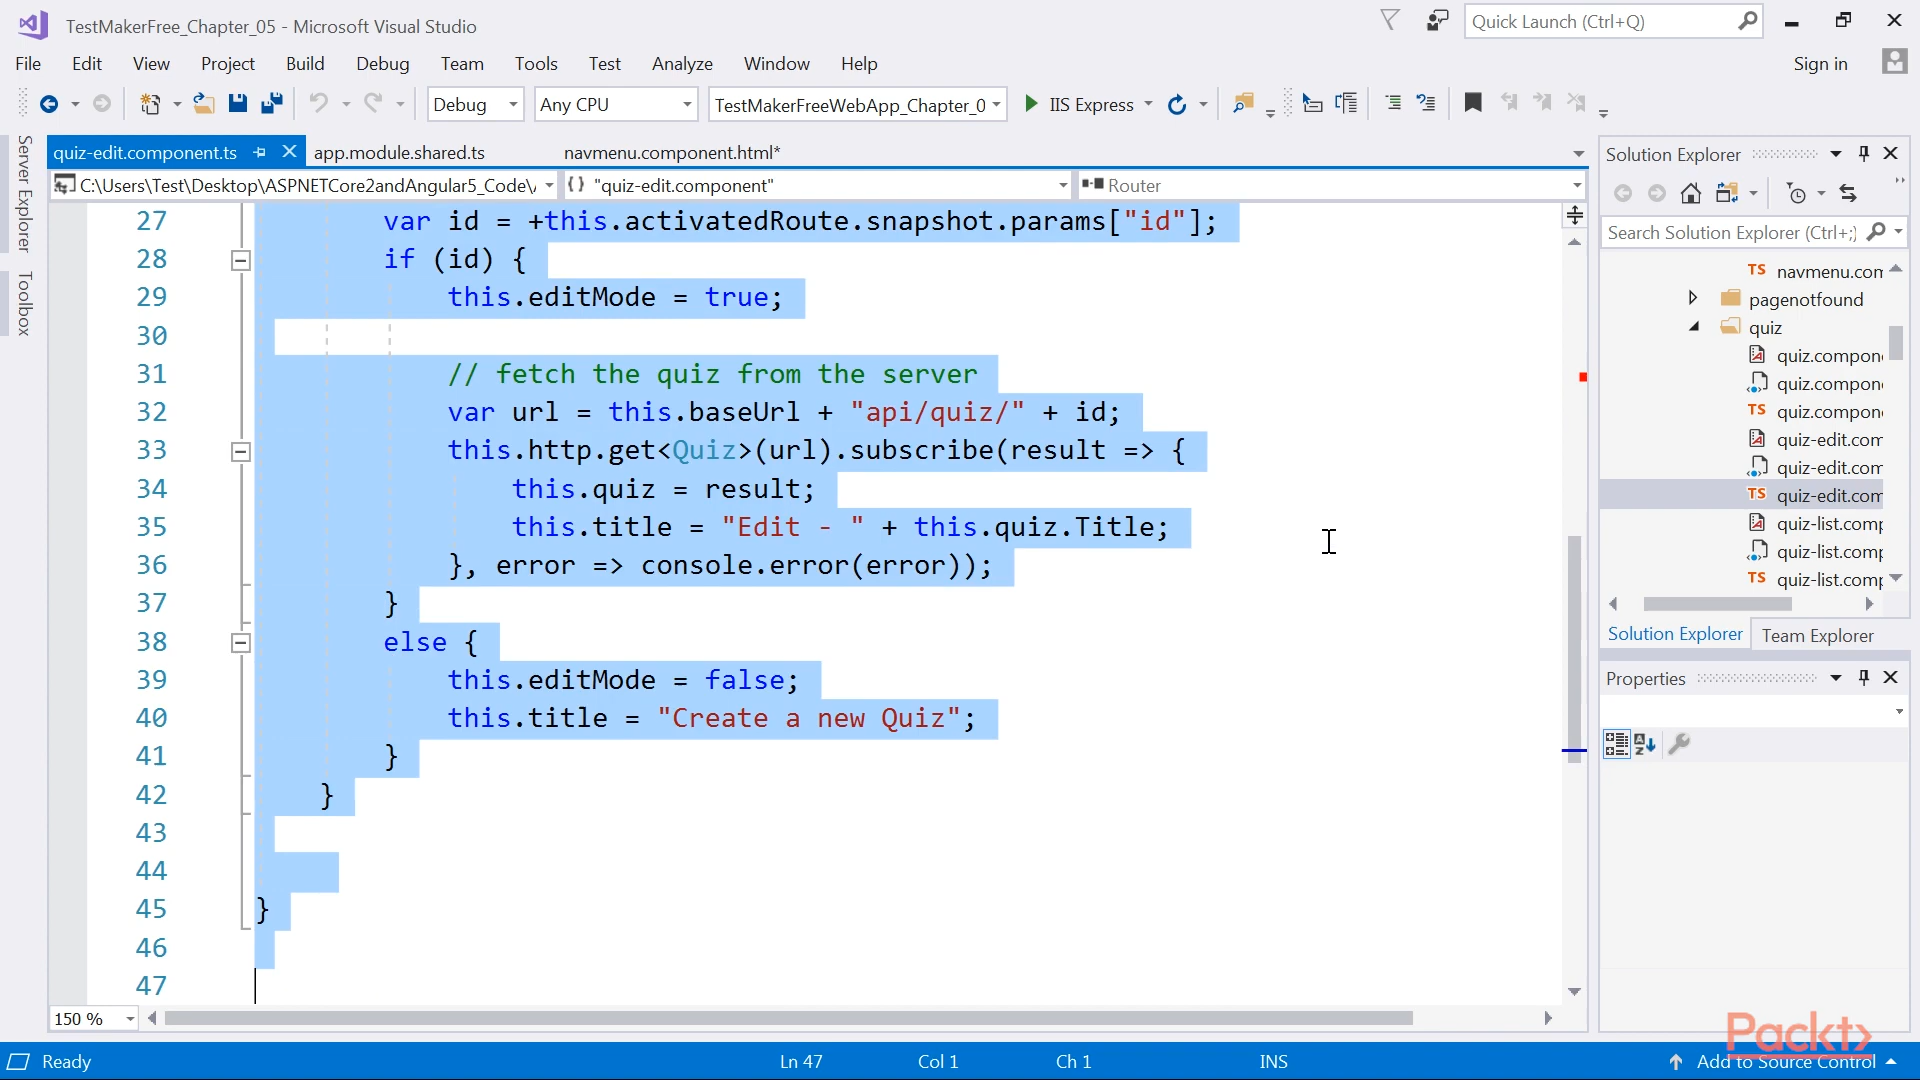 TestMakerFree_Chapter_05 - Microsoft Visual Studio
Quick Launch (Ctrl+Q)
File Edit View Project Build Debug Team Tools Test Analyze Window Help
Sign in
Debug
Any CPU
TestMakerFreeWebApp_Chapter_0
IIS Express
Server Explorer
Toolbox
quiz-edit.component.ts
app.module.shared.ts
navmenu.component.html*
C:\Users\Test\Desktop\ASPNETCore2andAngular5_Code\
{} "quiz-edit.component"
Router
27 var id = +this.activatedRoute.snapshot.params["id"];
28 if (id) {
29 this.editMode = true;
30
31 // fetch the quiz from the server
32 var url = this.baseUrl + "api/quiz/" + id;
33 this.http.get<Quiz>(url).subscribe(result => {
34 this.quiz = result;
35 this.title = "Edit - " + this.quiz.Title;
36 }, error => console.error(error));
37 }
38 else {
39 this.editMode = false;
40 this.title = "Create a new Quiz";
41 }
42 }
43
44
45 }
46
47
150 %
Solution Explorer
Search Solution Explorer (Ctrl+;)
TS navmenu.com
pagenotfound
quiz
quiz.compon
quiz.compon
TS quiz.compon
quiz-edit.com
quiz-edit.com
TS quiz-edit.com
quiz-list.comp
quiz-list.comp
TS quiz-list.comp
Solution Explorer
Team Explorer
Properties
Packt>
Ready
Ln 47
Col 1
Ch 1
INS
Add to Source Control